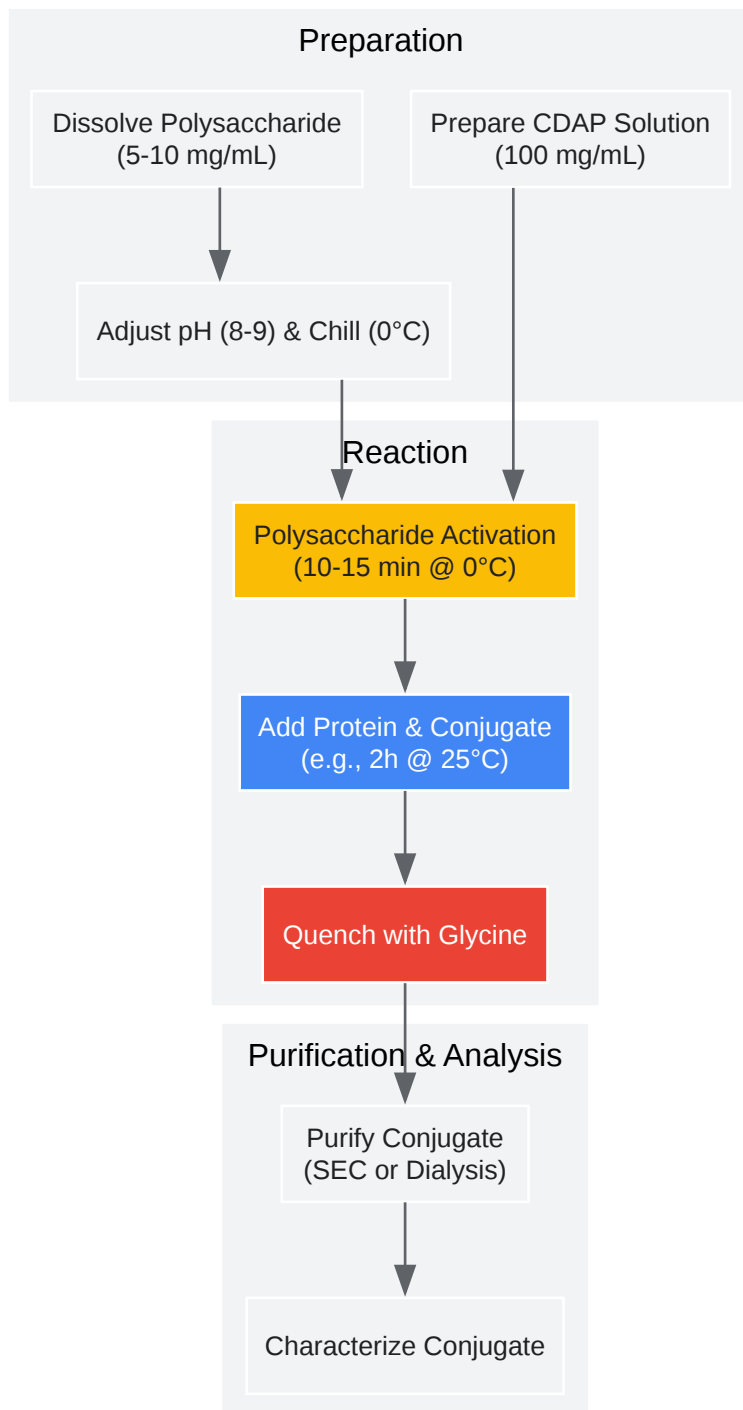 Preparation
Dissolve Polysaccharide
(5-10 mg/mL)
Prepare CDAP Solution
(100 mg/mL)
Adjust pH (8-9) & Chill (0°C)
Reaction
Polysaccharide Activation
(10-15 min @ 0°C)
Add Protein & Conjugate
(e.g., 2h @ 25°C)
Quench with Glycine
Purification & Analysis
Purify Conjugate
(SEC or Dialysis)
Characterize Conjugate